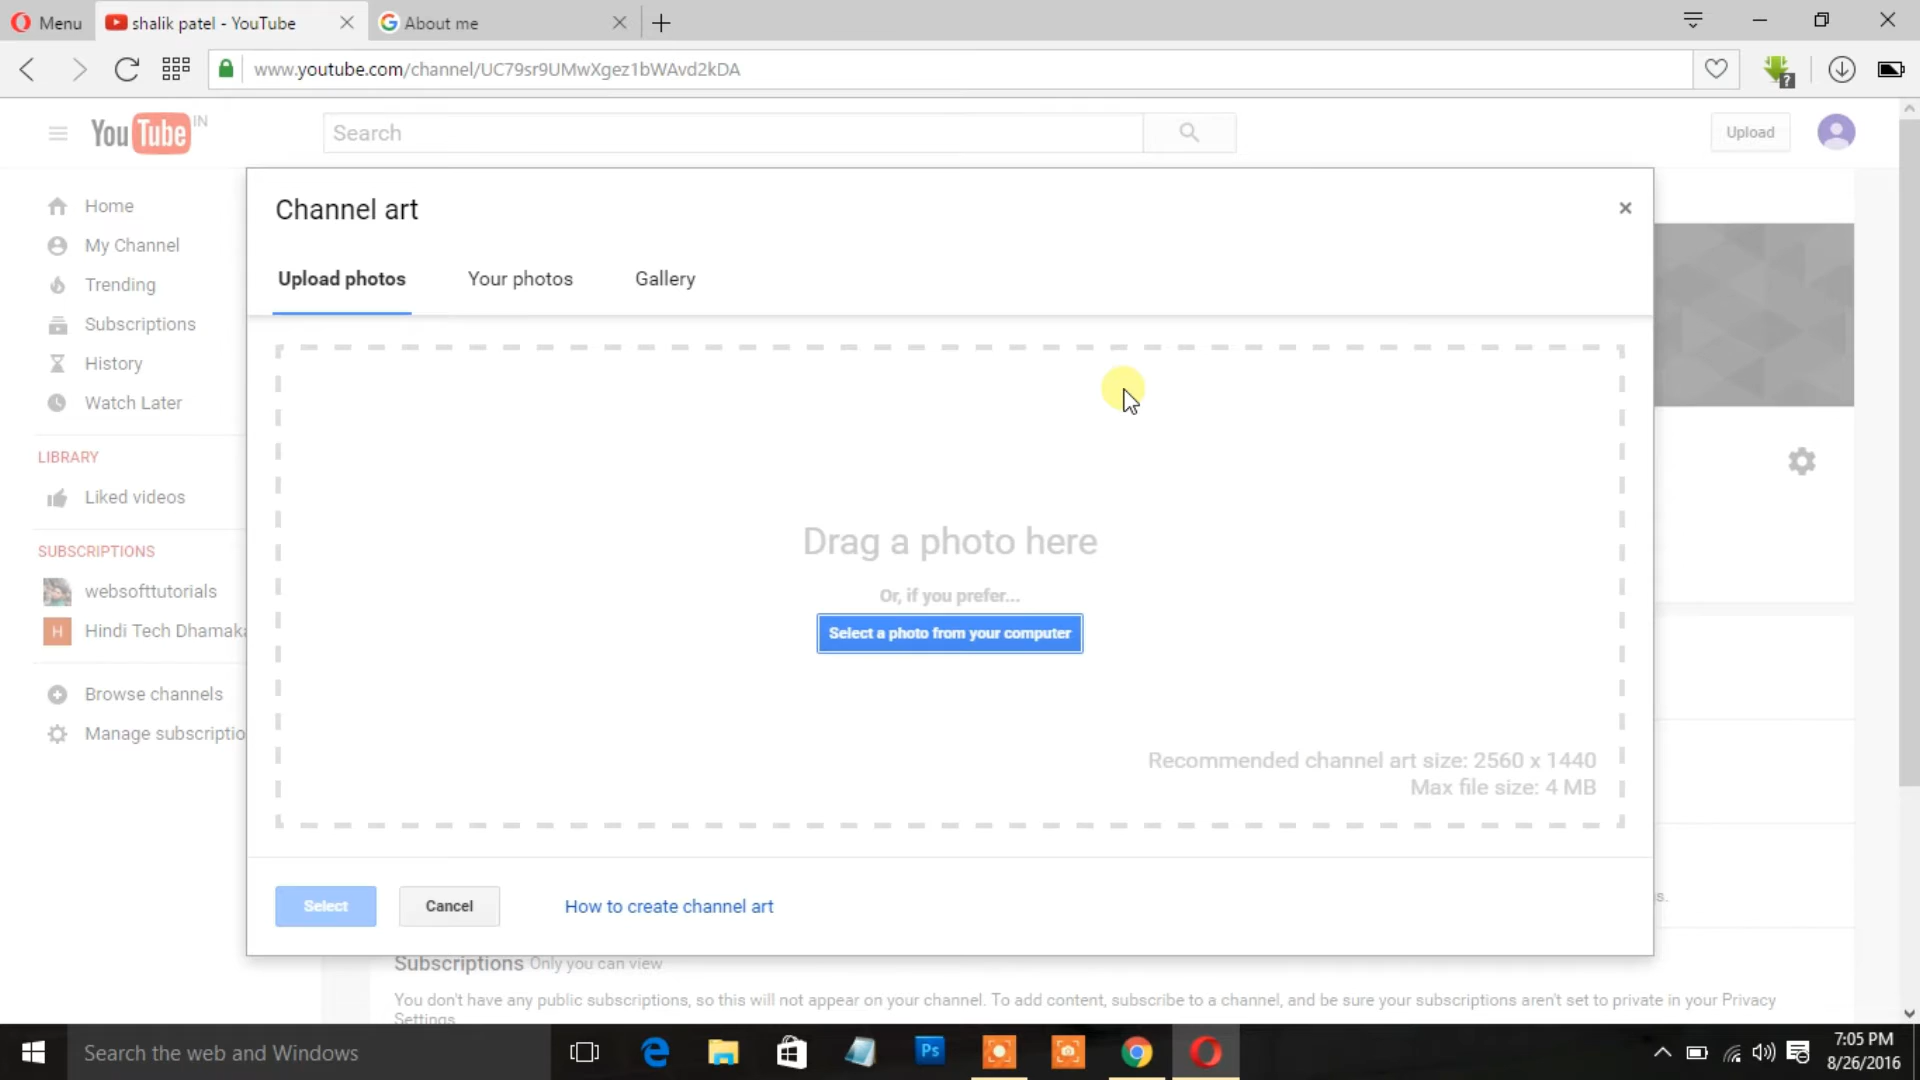 Menu
shalik patel - YouTube
About me
www.youtube.com/channel/UC79sr9UMwXgez1bWAvd2kDA
YouTube IN
Search
Upload
Home
My Channel
Trending
Subscriptions
History
Watch Later
LIBRARY
Liked videos
SUBSCRIPTIONS
websofttutorials
H
Hindi Tech Dhamaka
Browse channels
Manage subscriptio
Channel art
Upload photos
Your photos
Gallery
Drag a photo here
Or, if you prefer...
Select a photo from your computer
Recommended channel art size: 2560 x 1440
Max file size: 4 MB
Select
Cancel
How to create channel art
s.
Subscriptions Only you can view
You don't have any public subscriptions, so this will not appear on your channel. To add content, subscribe to a channel, and be sure your subscriptions aren't set to private in your Privacy
Settings
Search the web and Windows
Ps
7:05 PM
8/26/2016